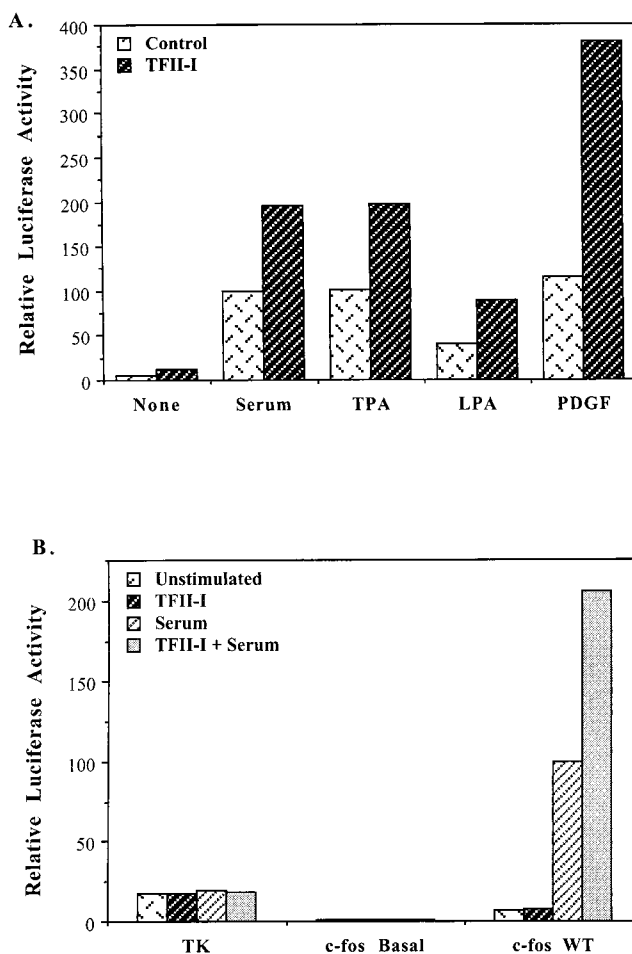 A.
400
350
300
250
200
150
100
50
0
Relative Luciferase Activity
Control
TFII-I
None Serum TPA LPA PDGF
B.
200
150
100
50
0
Relative Luciferase Activity
Unstimulated
TFII-I
Serum
TFII-I + Serum
TK c-fos Basal c-fos WT